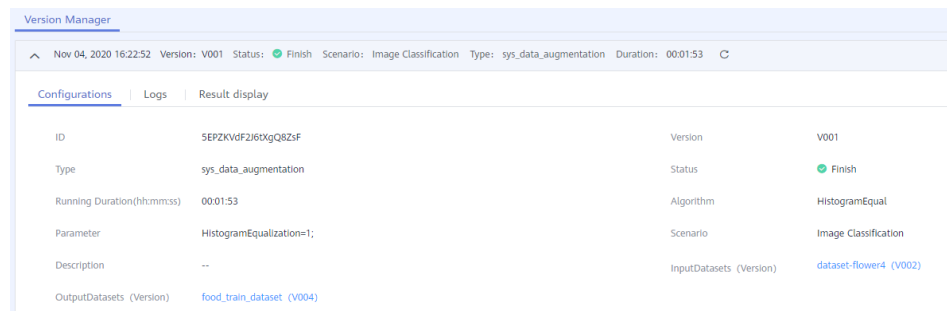 Version Manager
Nov 04, 2020 16:22:52 Version: V001 Status: Finish Scenario: Image Classification Type: sys_data_augmentation Duration: 00:01:53
Configurations Logs Result display
ID 5EPZKVdF2J6tXgQ8ZsF Version V001
Type sys_data_augmentation Status Finish
Running Duration(hh:mm:ss) 00:01:53 Algorithm HistogramEqual
Parameter HistogramEqualization=1; Scenario Image Classification
Description -- InputDatasets (Version) dataset-flower4 (V002)
OutputDatasets (Version) food_train_dataset (V004)